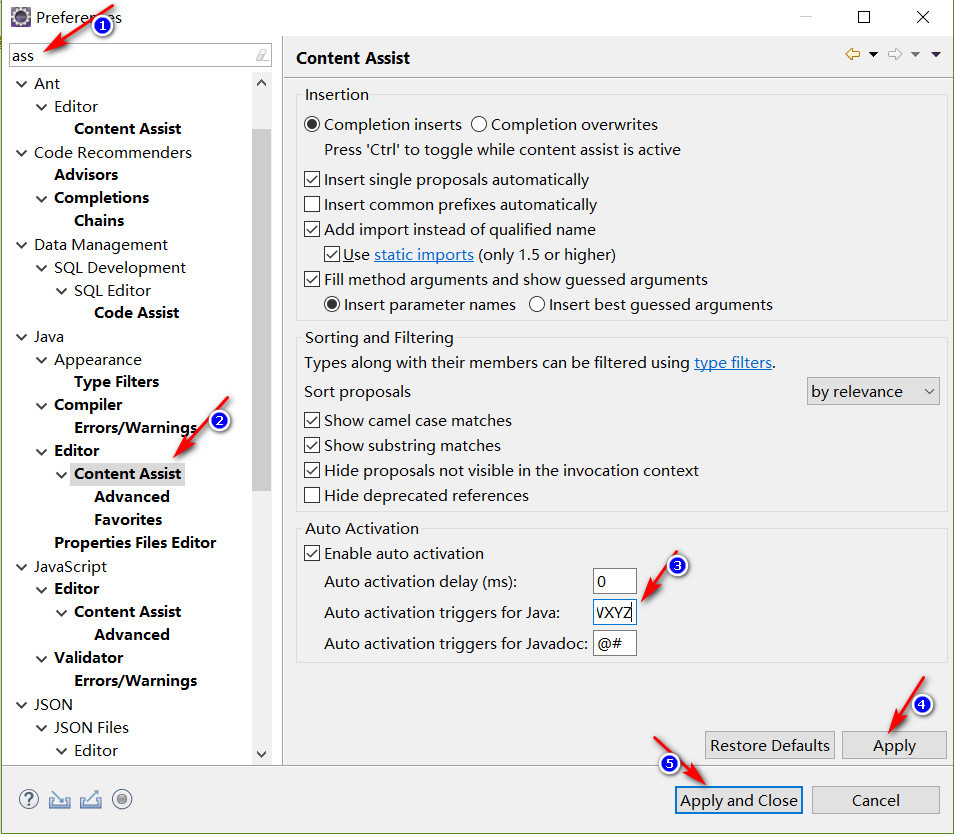 Preferences
1
ass
Content Assist
Ant
Editor
Content Assist
Code Recommenders
Advisors
Completions
Chains
Data Management
SQL Development
SQL Editor
Code Assist
Java
Appearance
Type Filters
Compiler
Errors/Warnings
2
Editor
Content Assist
Advanced
Favorites
Properties Files Editor
JavaScript
Editor
Content Assist
Advanced
Validator
Errors/Warnings
JSON
JSON Files
Editor
Insertion
Completion inserts Completion overwrites
Press 'Ctrl' to toggle while content assist is active
Insert single proposals automatically
Insert common prefixes automatically
Add import instead of qualified name
Use static imports (only 1.5 or higher)
Fill method arguments and show guessed arguments
Insert parameter names Insert best guessed arguments
Sorting and Filtering
Types along with their members can be filtered using type filters.
Sort proposals by relevance
Show camel case matches
Show substring matches
Hide proposals not visible in the invocation context
Hide deprecated references
Auto Activation
Enable auto activation
3
Auto activation delay (ms): 0
Auto activation triggers for Java: WXYZ
Auto activation triggers for Javadoc: @#
4
Restore Defaults Apply
5
Apply and Close Cancel